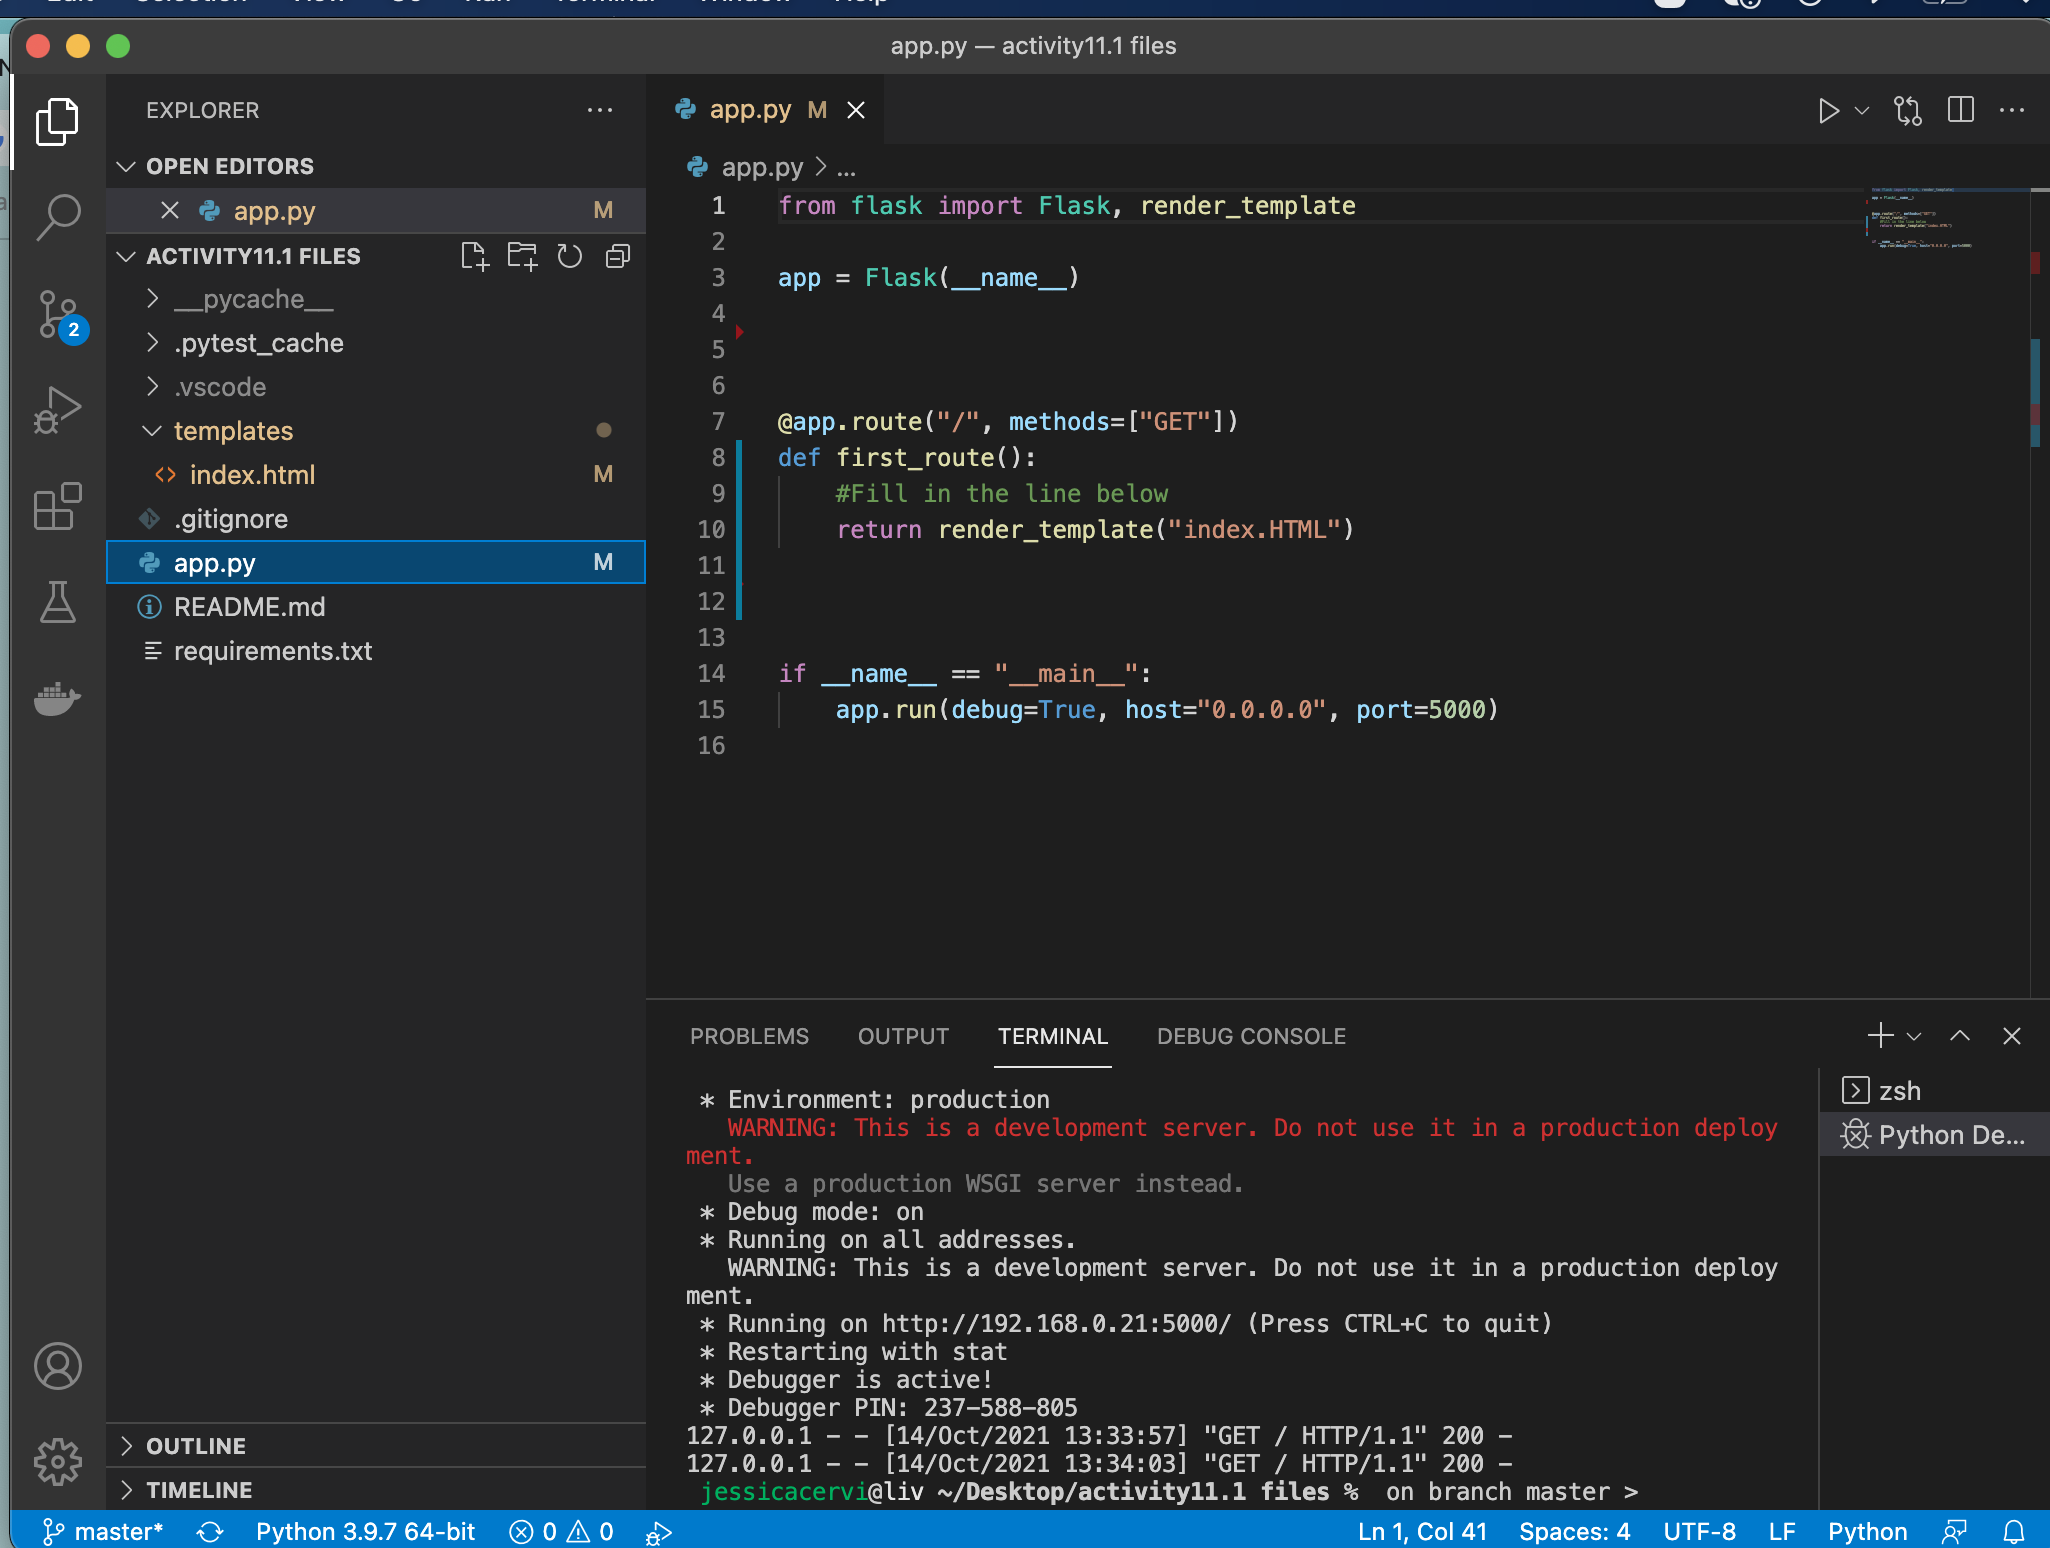 Edit Selection View Go Run Terminal Window Help
app.py — activity11.1 files
EXPLORER
OPEN EDITORS
app.py M
ACTIVITY11.1 FILES
__pycache__
.pytest_cache
.vscode
templates
index.html M
.gitignore
app.py M
README.md
requirements.txt
OUTLINE
TIMELINE
2
app.py M
app.py > ...
1 from flask import Flask, render_template
2
3 app = Flask(__name__)
4
5
6
7 @app.route("/", methods=["GET"])
8 def first_route():
9 #Fill in the line below
10 return render_template("index.HTML")
11
12
13
14 if __name__ == "__main__":
15 app.run(debug=True, host="0.0.0.0", port=5000)
16
PROBLEMS OUTPUT TERMINAL DEBUG CONSOLE
* Environment: production
WARNING: This is a development server. Do not use it in a production deploy
ment.
Use a production WSGI server instead.
* Debug mode: on
* Running on all addresses.
WARNING: This is a development server. Do not use it in a production deploy
ment.
* Running on http://192.168.0.21:5000/ (Press CTRL+C to quit)
* Restarting with stat
* Debugger is active!
* Debugger PIN: 237-588-805
127.0.0.1 - - [14/Oct/2021 13:33:57] "GET / HTTP/1.1" 200 -
127.0.0.1 - - [14/Oct/2021 13:34:03] "GET / HTTP/1.1" 200 -
jessicacervi@liv ~/Desktop/activity11.1 files % on branch master >
zsh
Python De...
master* Python 3.9.7 64-bit 0 0 Ln 1, Col 41 Spaces: 4 UTF-8 LF Python